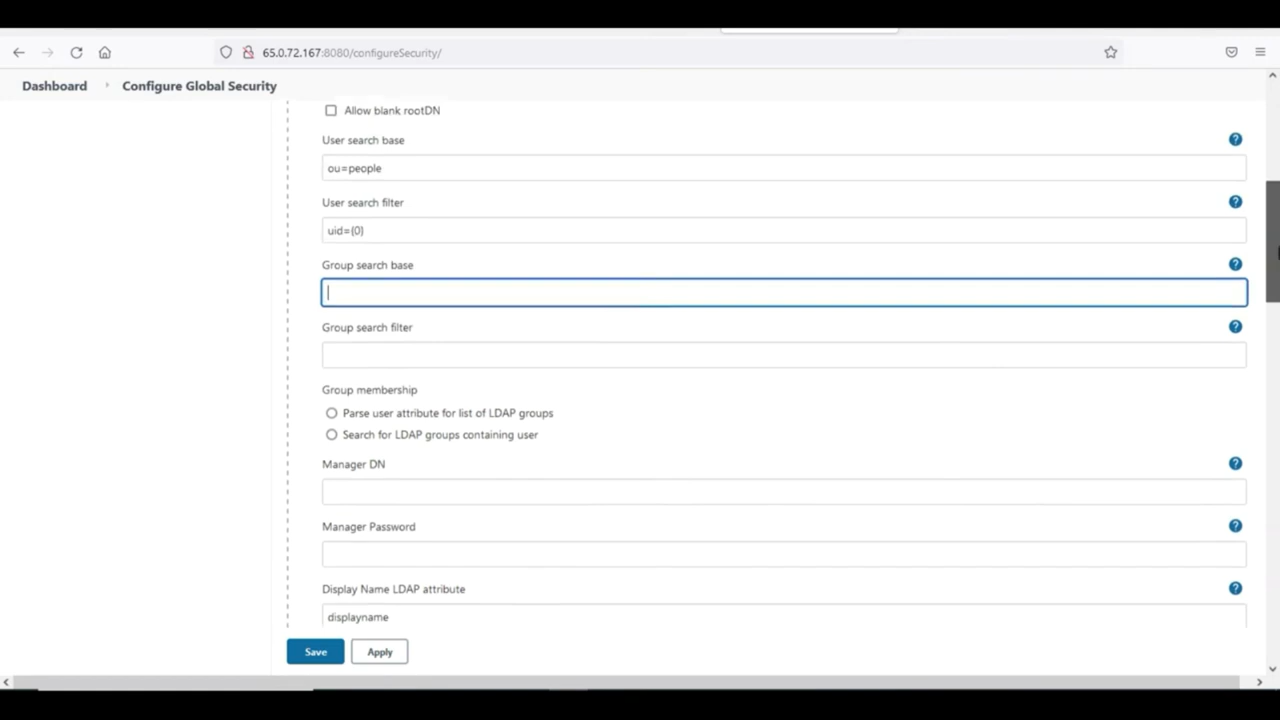 65.0.72.167:8080/configureSecurity/
Dashboard Configure Global Security
Allow blank rootDN
User search base
ou=people
User search filter
uid={0}
Group search base
Group search filter
Group membership
Parse user attribute for list of LDAP groups
Search for LDAP groups containing user
Manager DN
Manager Password
Display Name LDAP attribute
displayname
Save Apply